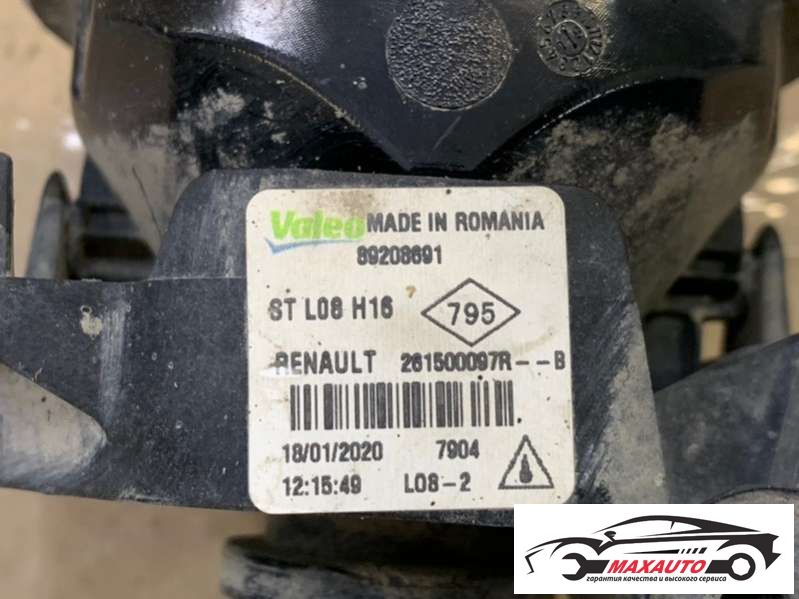 Valeo MADE IN ROMANIA
89208691
ST L08 H16
795
RENAULT 261500097R--B
18/01/2020 7904
12:15:49 L08-2
MAXAUTO
гарантия качества и высокого сервиса